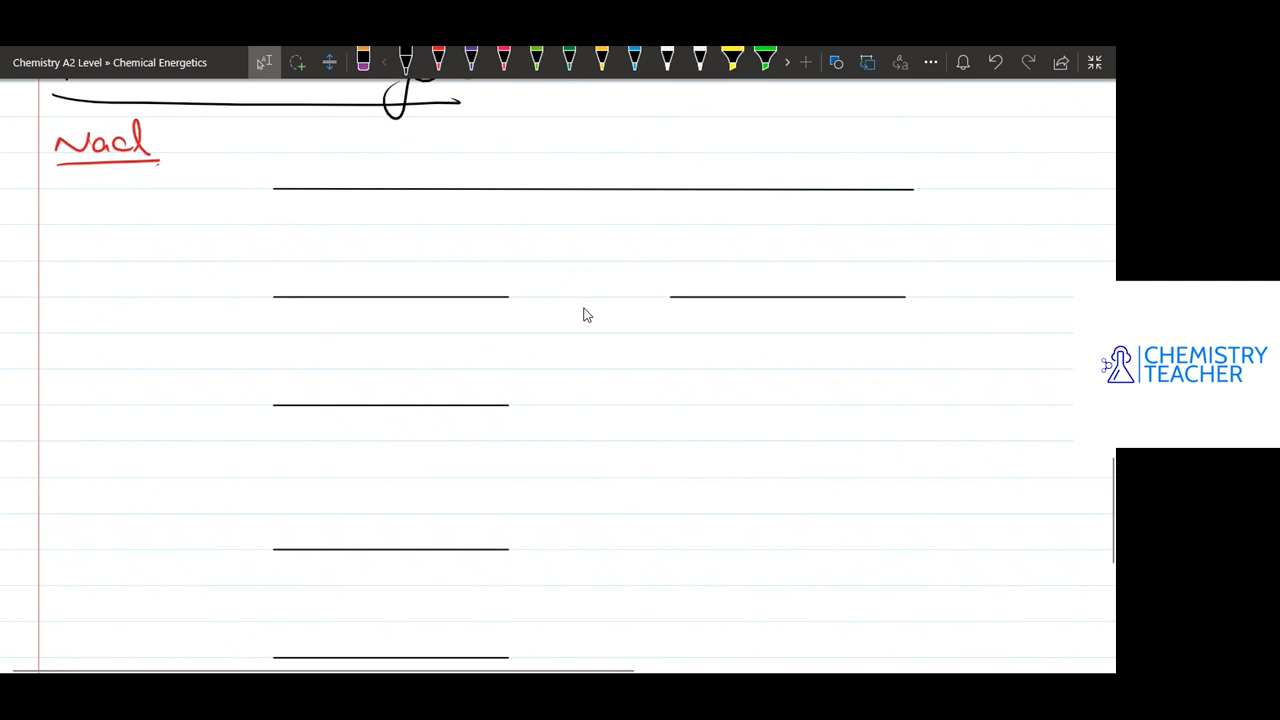 Chemistry A2 Level » Chemical Energetics
Nacl
CHEMISTRY
TEACHER